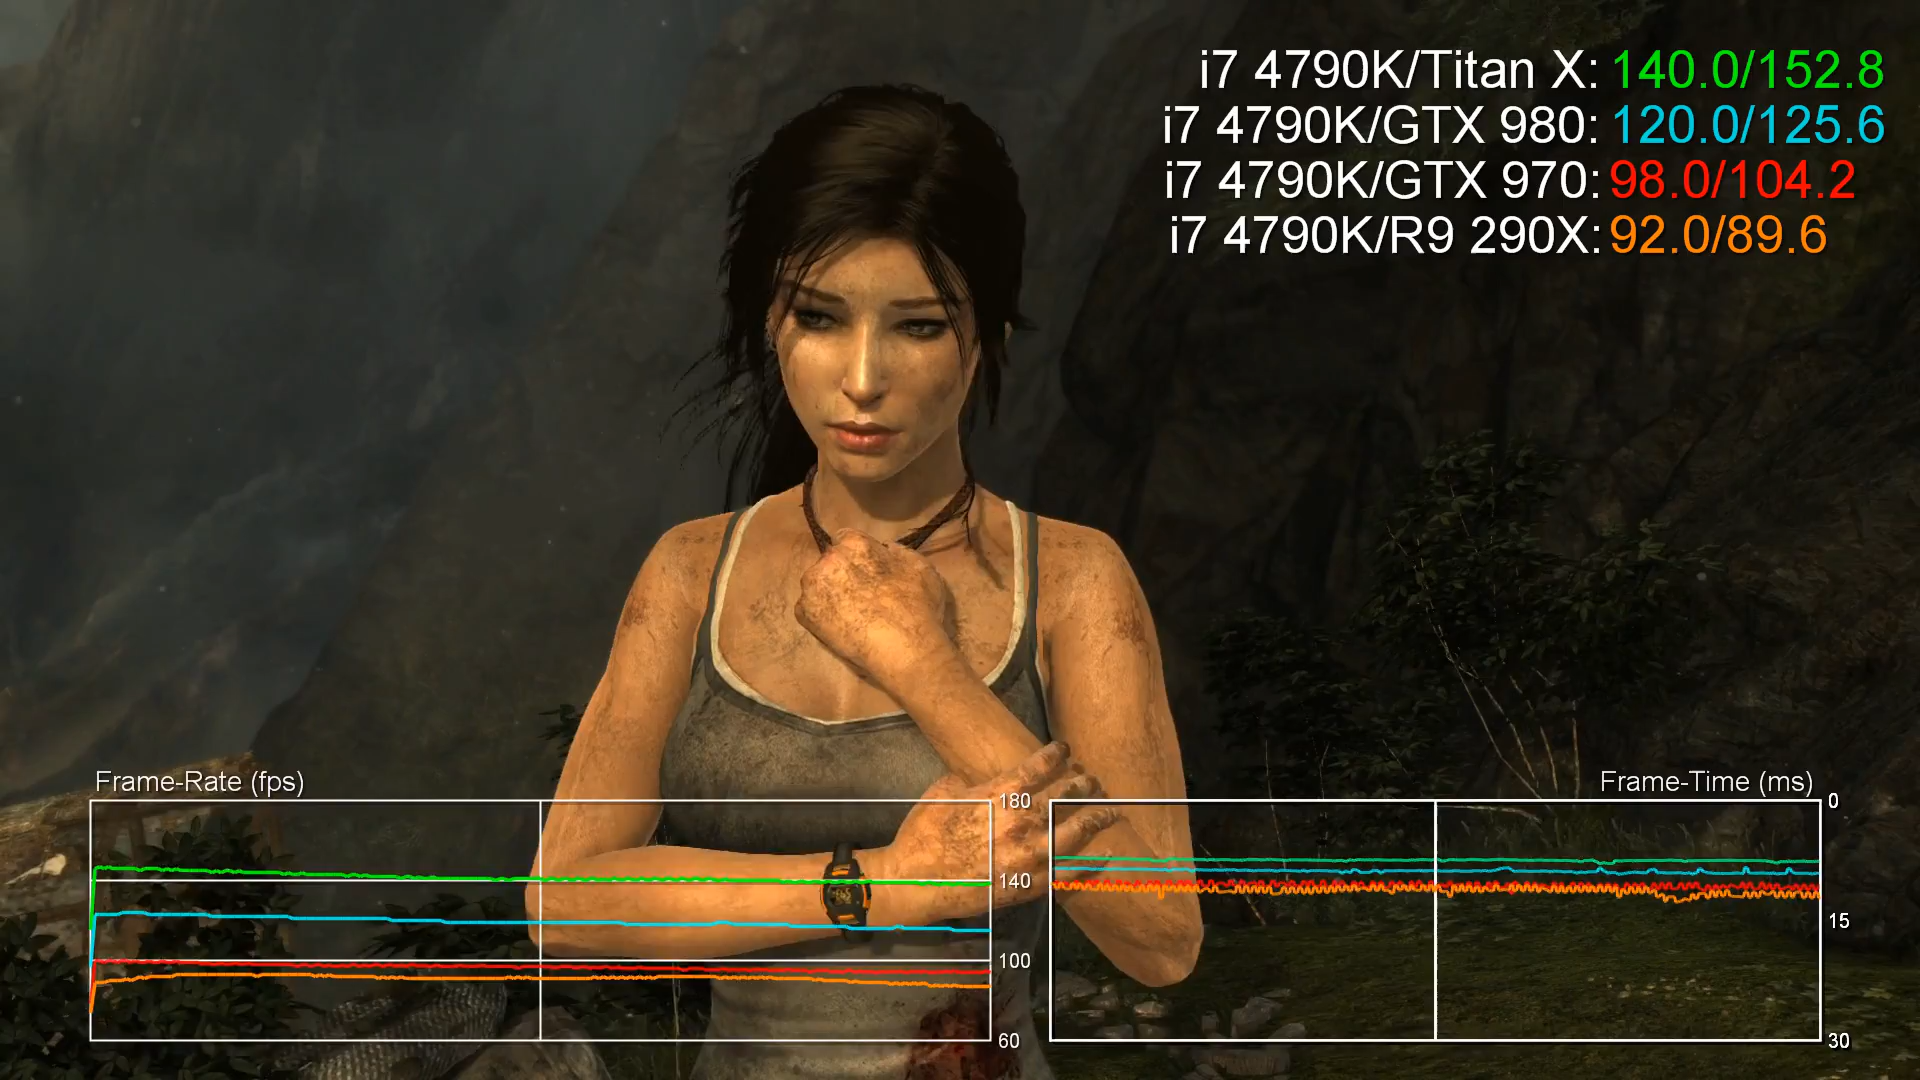 i7 4790K/Titan X: 140.0/152.8
i7 4790K/GTX 980: 120.0/125.6
i7 4790K/GTX 970: 98.0/104.2
i7 4790K/R9 290X: 92.0/89.6
Frame-Rate (fps)
180
140
100
60
Frame-Time (ms)
0
15
30